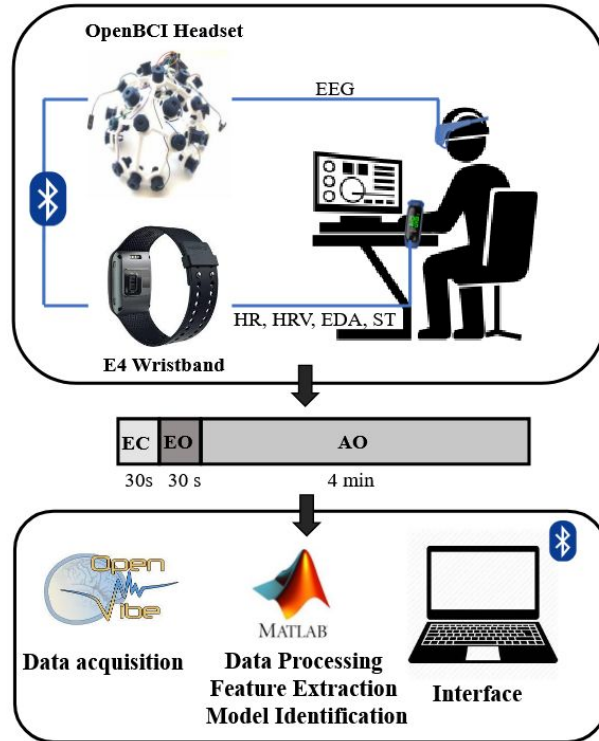 OpenBCI Headset
EEG
HR, HRV, EDA, ST
E4 Wristband
EC
EO
AO
30s
30 s
4 min
Open
Vibe
MATLAB
Data acquisition
Data Processing
Feature Extraction
Model Identification
Interface